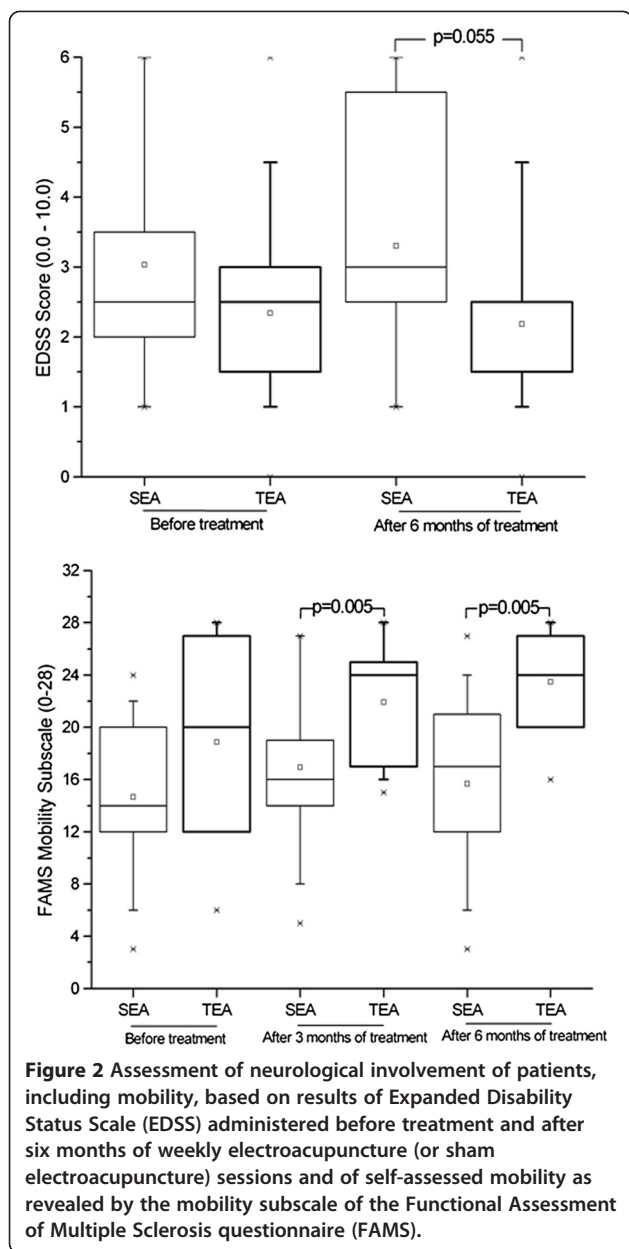 p=0.055
6
5
4
3
2
1
0
EDSS Score (0.0 - 10.0)
SEA TEA SEA TEA
Before treatment After 6 months of treatment
32
28
24
20
16
12
8
4
0
FAMS Mobility Subscale (0-28)
p=0.005 p=0.005
SEA TEA SEA TEA SEA TEA
Before treatment After 3 months of treatment After 6 months of treatment
Figure 2 Assessment of neurological involvement of patients,
including mobility, based on results of Expanded Disability
Status Scale (EDSS) administered before treatment and after
six months of weekly electroacupuncture (or sham
electroacupuncture) sessions and of self-assessed mobility as
revealed by the mobility subscale of the Functional Assessment
of Multiple Sclerosis questionnaire (FAMS).